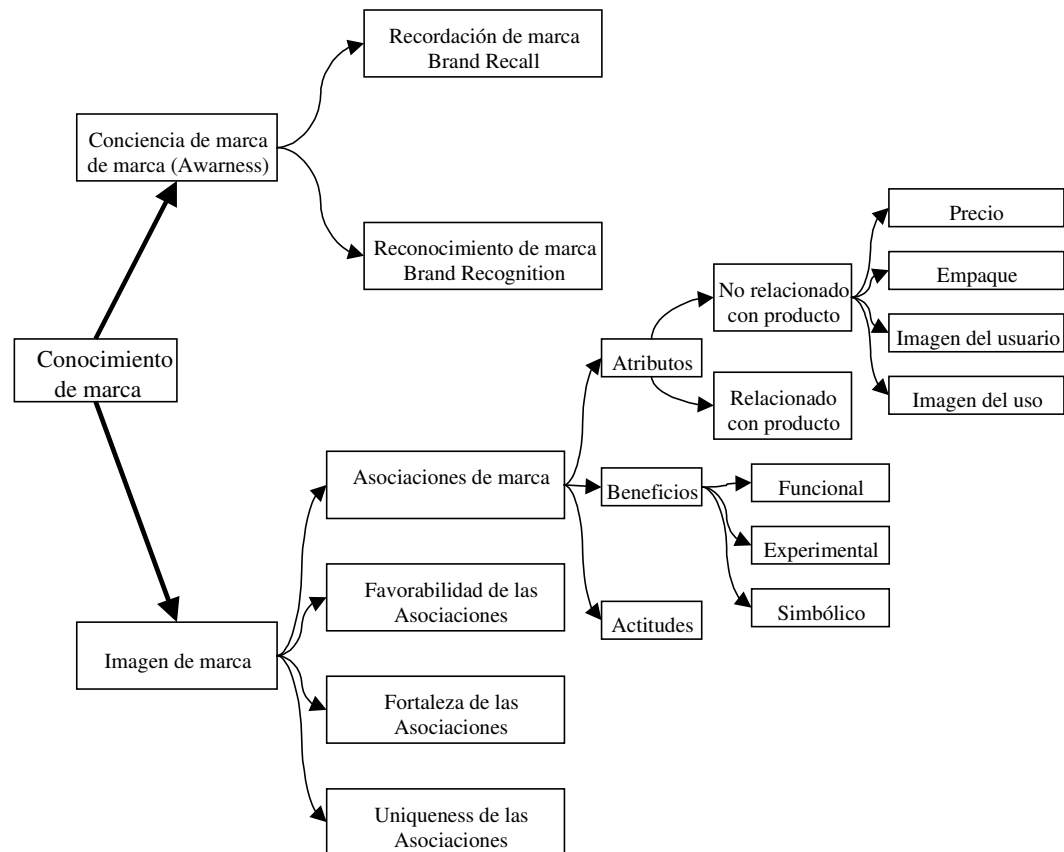 Recordación de marca
Brand Recall
Conciencia de marca
de marca (Awarness)
Reconocimiento de marca
Brand Recognition
Conocimiento
de marca
Imagen de marca
Asociaciones de marca
Favorabilidad de las
Asociaciones
Fortaleza de las
Asociaciones
Uniqueness de las
Asociaciones
Atributos
Beneficios
Actitudes
No relacionado
con producto
Relacionado
con producto
Precio
Empaque
Imagen del usuario
Imagen del uso
Funcional
Experimental
Simbólico